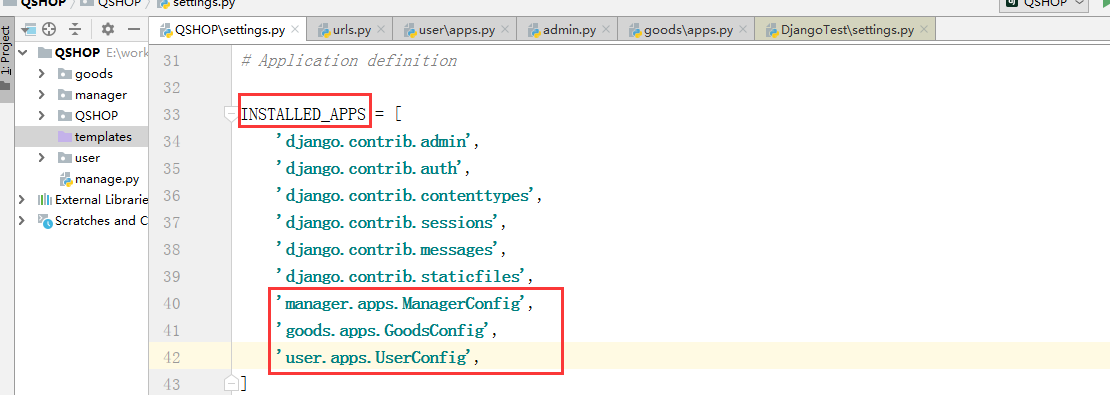 QSHOP QSHOP settings.py QSHOP
1: Project
QSHOP\settings.py urls.py user\apps.py admin.py goods\apps.py DjangoTest\settings.py
QSHOP E:\work
goods
manager
QSHOP
templates
user
manage.py
External Librarie
Scratches and C
31 # Application definition
32
33 INSTALLED_APPS = [
34 'django.contrib.admin',
35 'django.contrib.auth',
36 'django.contrib.contenttypes',
37 'django.contrib.sessions',
38 'django.contrib.messages',
39 'django.contrib.staticfiles',
40 'manager.apps.ManagerConfig',
41 'goods.apps.GoodsConfig',
42 'user.apps.UserConfig',
43 ]